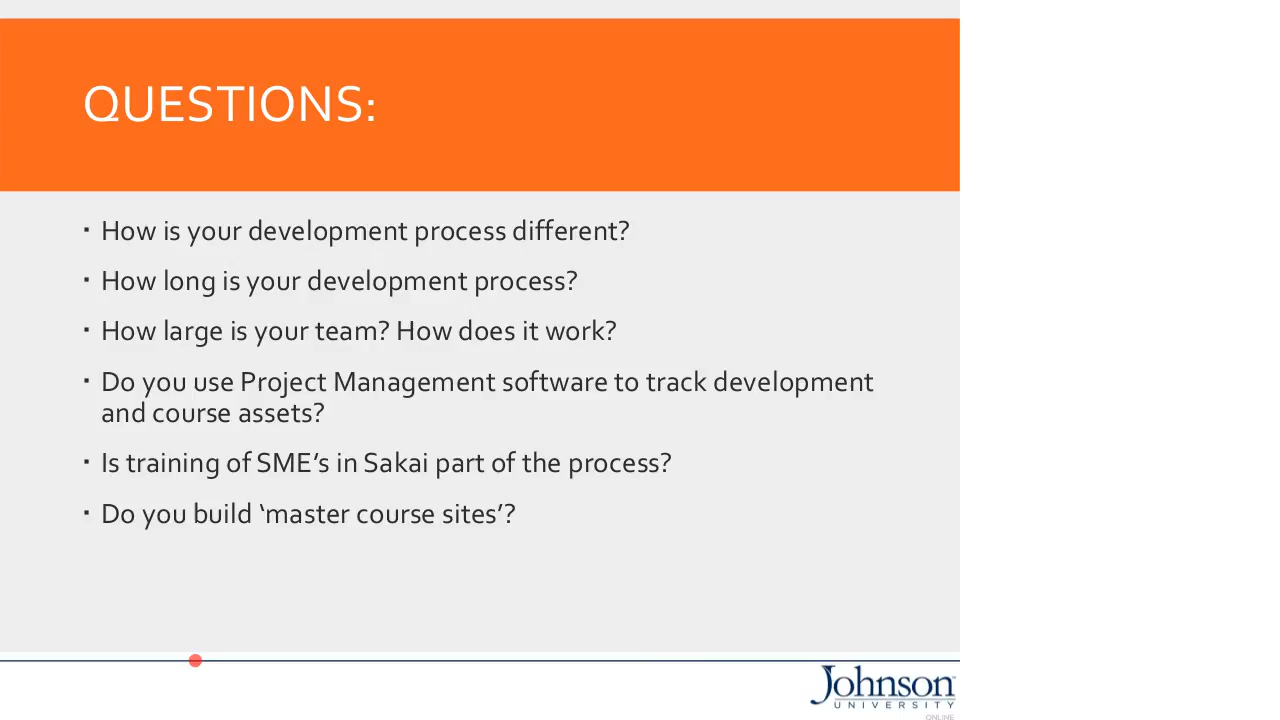 QUESTIONS:
▪ How is your development process different?
▪ How long is your development process?
▪ How large is your team? How does it work?
▪ Do you use Project Management software to track development
and course assets?
▪ Is training of SME’s in Sakai part of the process?
▪ Do you build ‘master course sites’?
Johnson™
UNIVERSITY
ONLINE